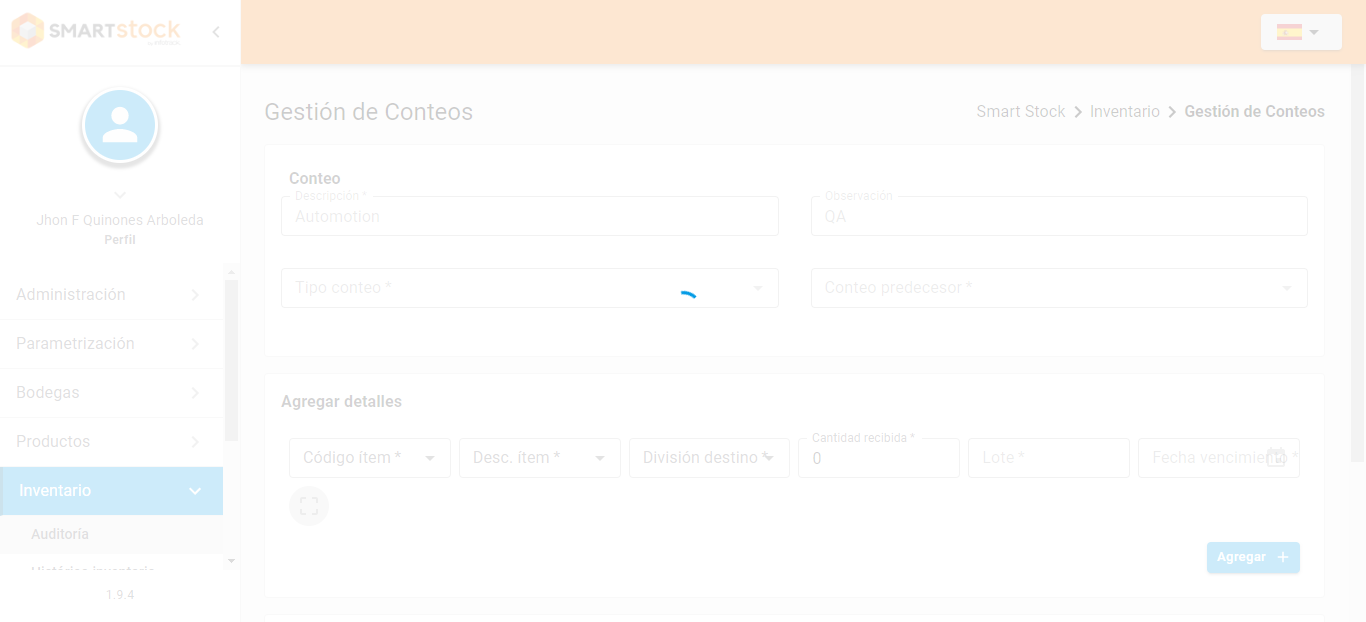 SMARTstock
Gestión de Conteos
Smart Stock > Inventario > Gestión de Conteos
Jhon F Quinones Arboleda
Perfil
Administración
Parametrización
Bodegas
Productos
Inventario
Auditoría
Histórico inventario
1.9.4
Conteo
Descripción *
Automotion
Observación
QA
Tipo conteo *
Conteo predecesor *
Agregar detalles
Código ítem *
Desc. ítem *
División destino *
Cantidad recibida *
0
Lote *
Fecha vencimiento *
Agregar +